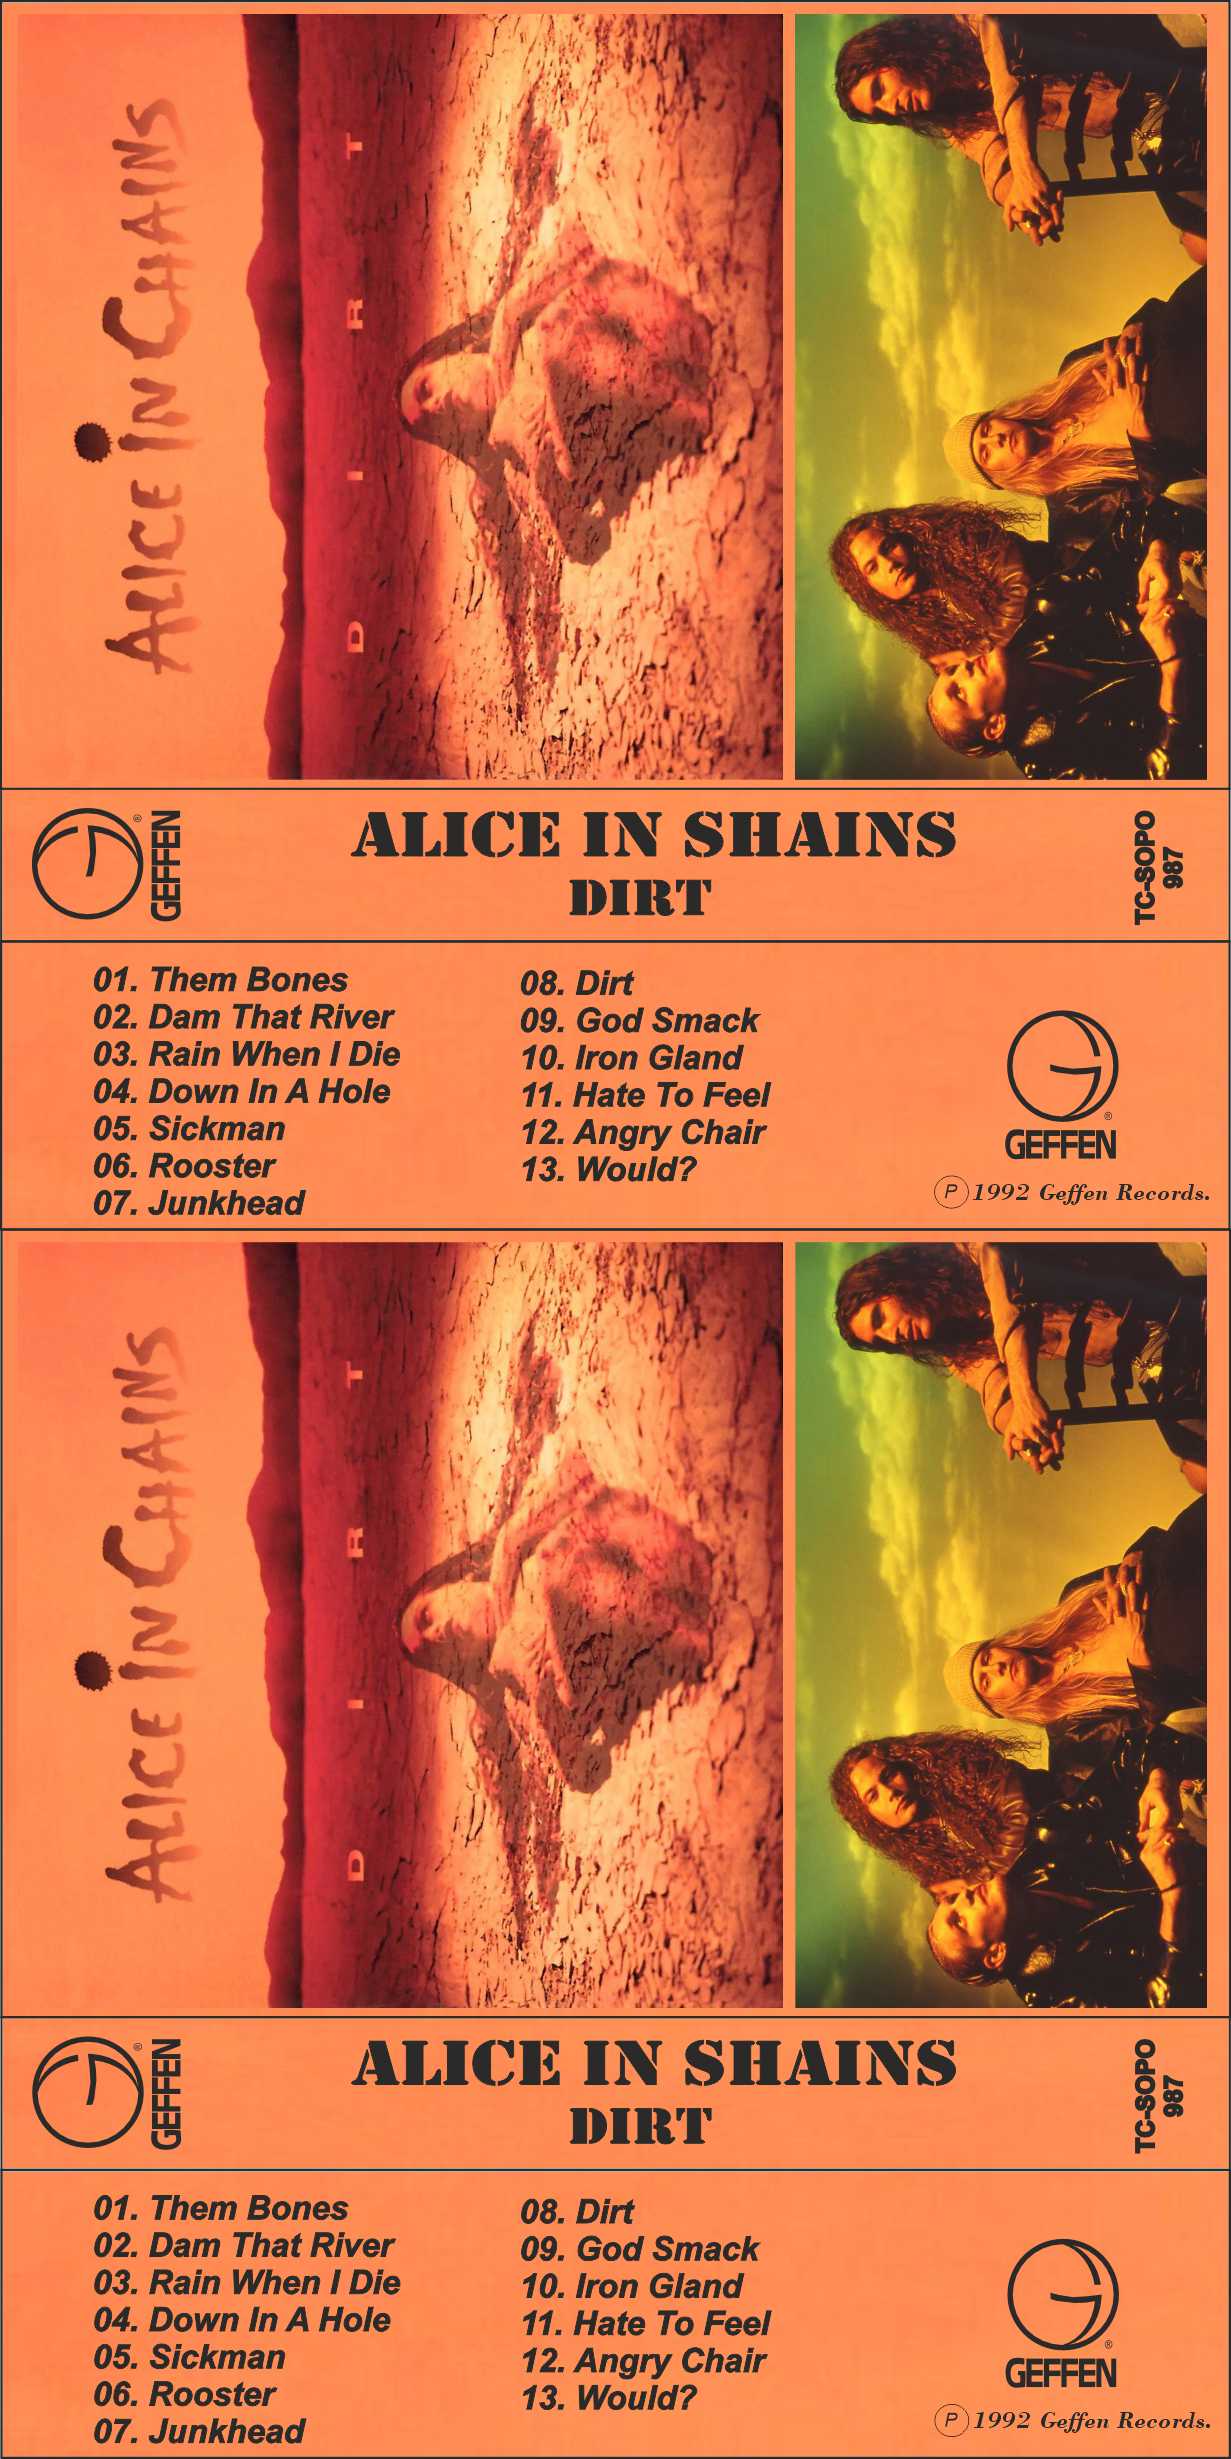 ALICE IN CHAINS
DIRT
® GEFFEN
ALICE IN SHAINS
DIRT
TC-SOPO
987
01. Them Bones
02. Dam That River
03. Rain When I Die
04. Down In A Hole
05. Sickman
06. Rooster
07. Junkhead
08. Dirt
09. God Smack
10. Iron Gland
11. Hate To Feel
12. Angry Chair
13. Would?
®
GEFFEN
Ⓟ 1992 Geffen Records.
ALICE IN CHAINS
DIRT
® GEFFEN
ALICE IN SHAINS
DIRT
TC-SOPO
987
01. Them Bones
02. Dam That River
03. Rain When I Die
04. Down In A Hole
05. Sickman
06. Rooster
07. Junkhead
08. Dirt
09. God Smack
10. Iron Gland
11. Hate To Feel
12. Angry Chair
13. Would?
®
GEFFEN
Ⓟ 1992 Geffen Records.